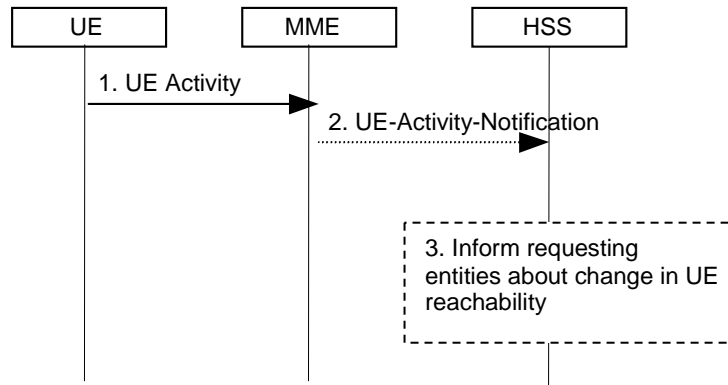 UE
MME
HSS
1. UE Activity
2. UE-Activity-Notification
3. Inform requesting
entities about change in UE
reachability